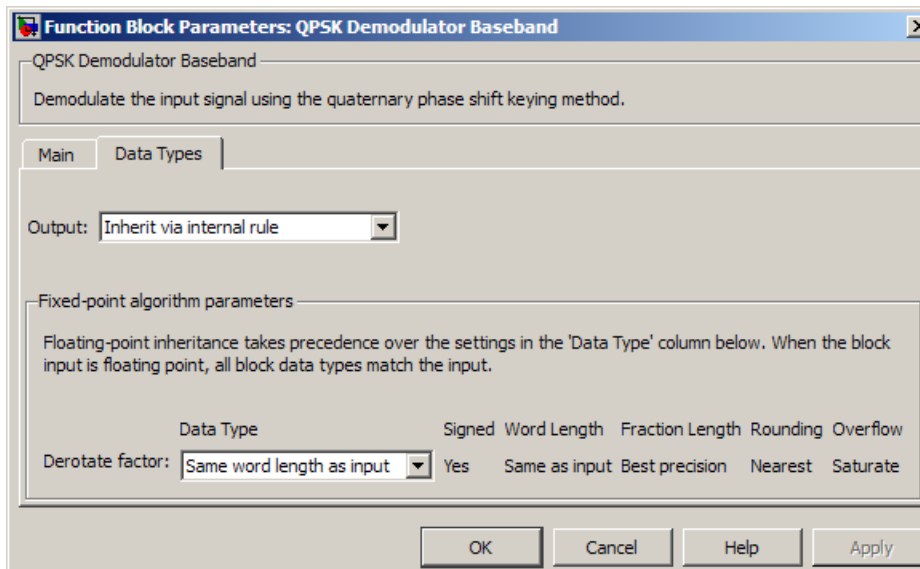 Function Block Parameters: QPSK Demodulator Baseband
QPSK Demodulator Baseband
Demodulate the input signal using the quaternary phase shift keying method.
Main Data Types
Output: Inherit via internal rule
Fixed-point algorithm parameters
Floating-point inheritance takes precedence over the settings in the 'Data Type' column below. When the block
input is floating point, all block data types match the input.
Data Type Signed Word Length Fraction Length Rounding Overflow
Derotate factor: Same word length as input Yes Same as input Best precision Nearest Saturate
OK Cancel Help Apply